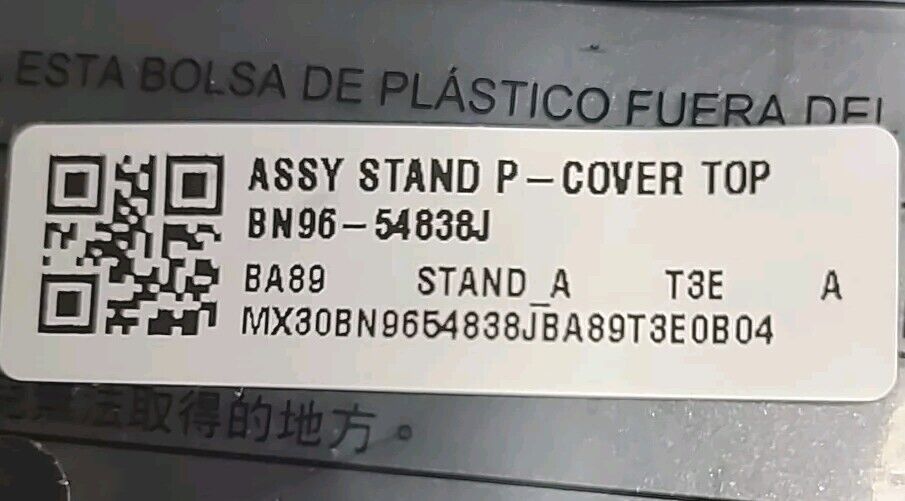 ESTA BOLSA DE PLÁSTICO FUERA DEL
ASSY STAND P-COVER TOP
BN96-54838J
BA89 STAND_A T3E A
MX30BN9654838JBA89T3E0B04
法取得的地方。